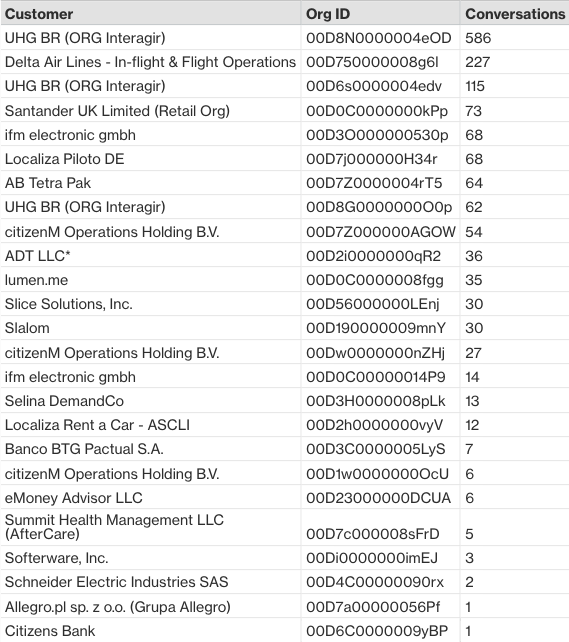 Customer Org ID Conversations
UHG BR (ORG Interagir) 00D8N0000004eOD 586
Delta Air Lines - In-flight & Flight Operations 00D750000008g6l 227
UHG BR (ORG Interagir) 00D6s0000004edv 115
Santander UK Limited (Retail Org) 00D0C0000000kPp 73
ifm electronic gmbh 00D3O000000530p 68
Localiza Piloto DE 00D7j000000H34r 68
AB Tetra Pak 00D7Z0000004rT5 64
UHG BR (ORG Interagir) 00D8G0000000O0p 62
citizenM Operations Holding B.V. 00D7Z000000AGOW 54
ADT LLC* 00D2i0000000qR2 36
lumen.me 00D0C0000008fgg 35
Slice Solutions, Inc. 00D56000000LEnj 30
Slalom 00D190000009mnY 30
citizenM Operations Holding B.V. 00Dw0000000nZHj 27
ifm electronic gmbh 00D0C00000014P9 14
Selina DemandCo 00D3H0000008pLk 13
Localiza Rent a Car - ASCLI 00D2h0000000vyV 12
Banco BTG Pactual S.A. 00D3C0000005LyS 7
citizenM Operations Holding B.V. 00D1w0000000OcU 6
eMoney Advisor LLC 00D23000000DCUA 6
Summit Health Management LLC
(AfterCare) 00D7c000008sFrD 5
Softerware, Inc. 00Di0000000imEJ 3
Schneider Electric Industries SAS 00D4C00000090rx 2
Allegro.pl sp. z o.o. (Grupa Allegro) 00D7a00000056Pf 1
Citizens Bank 00D6C0000009yBP 1